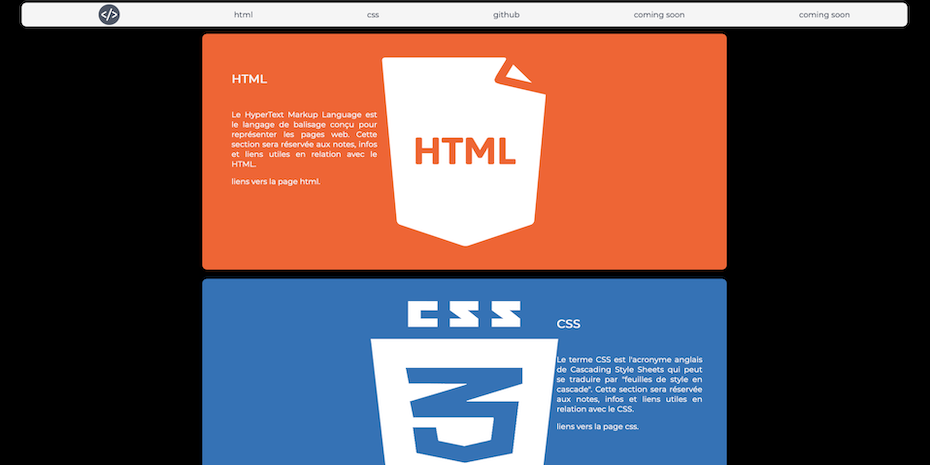 </> html css github coming soon coming soon
HTML
Le HyperText Markup Language est
le langage de balisage conçu pour
représenter les pages web. Cette
section sera réservée aux notes, infos
et liens utiles en relation avec le
HTML.
liens vers la page html.
HTML
CSS
3
CSS
Le terme CSS est l'acronyme anglais
de Cascading Style Sheets qui peut
se traduire par "feuilles de style en
cascade". Cette section sera réservée
aux notes, infos et liens utiles en
relation avec le CSS.
liens vers la page css.